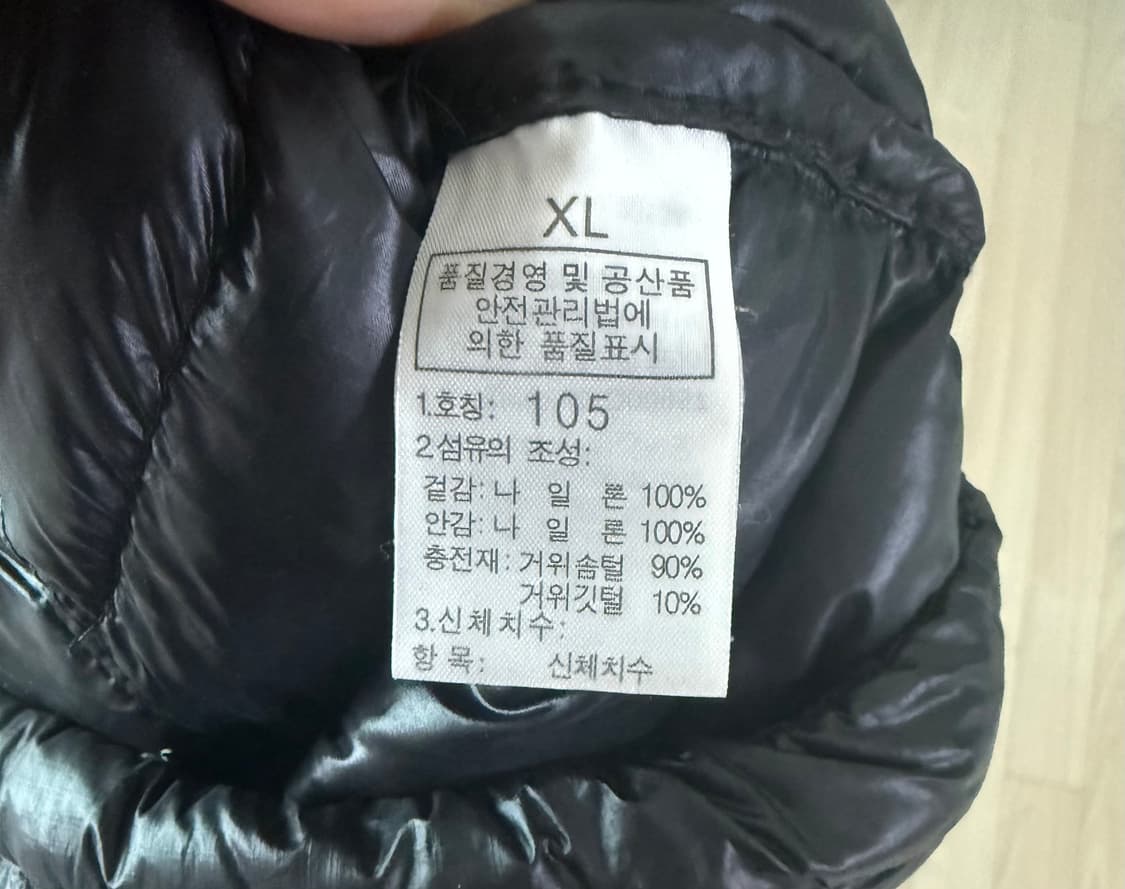 XL
품질경영 및 공산품
안전관리법에
의한 품질표시
1.호칭: 105
2섬유의 조성:
겉감: 나 일 론 100%
안감: 나 일 론 100%
충전재: 거위솜털 90%
거위깃털 10%
3.신체치수:
항 목: 신체치수